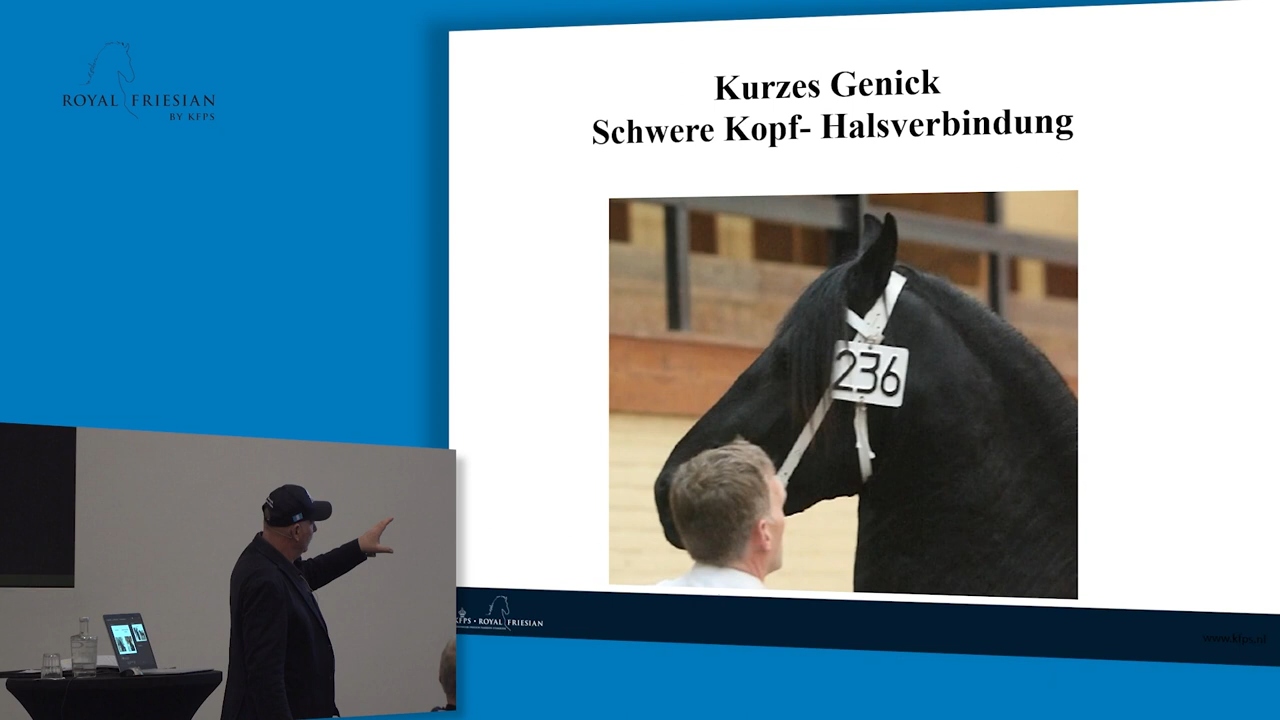 ROYAL FRIESIAN
BY KFPS
Kurzes Genick
Schwere Kopf- Halsverbindung
236
KFPS • ROYAL FRIESIAN
www.kfps.nl